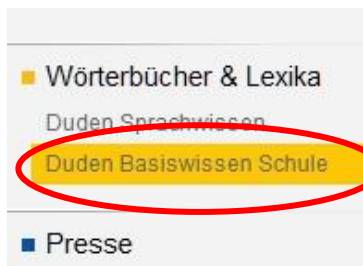 Wörterbücher & Lexika
Duden Sprachwissen
Duden Basiswissen Schule
Presse